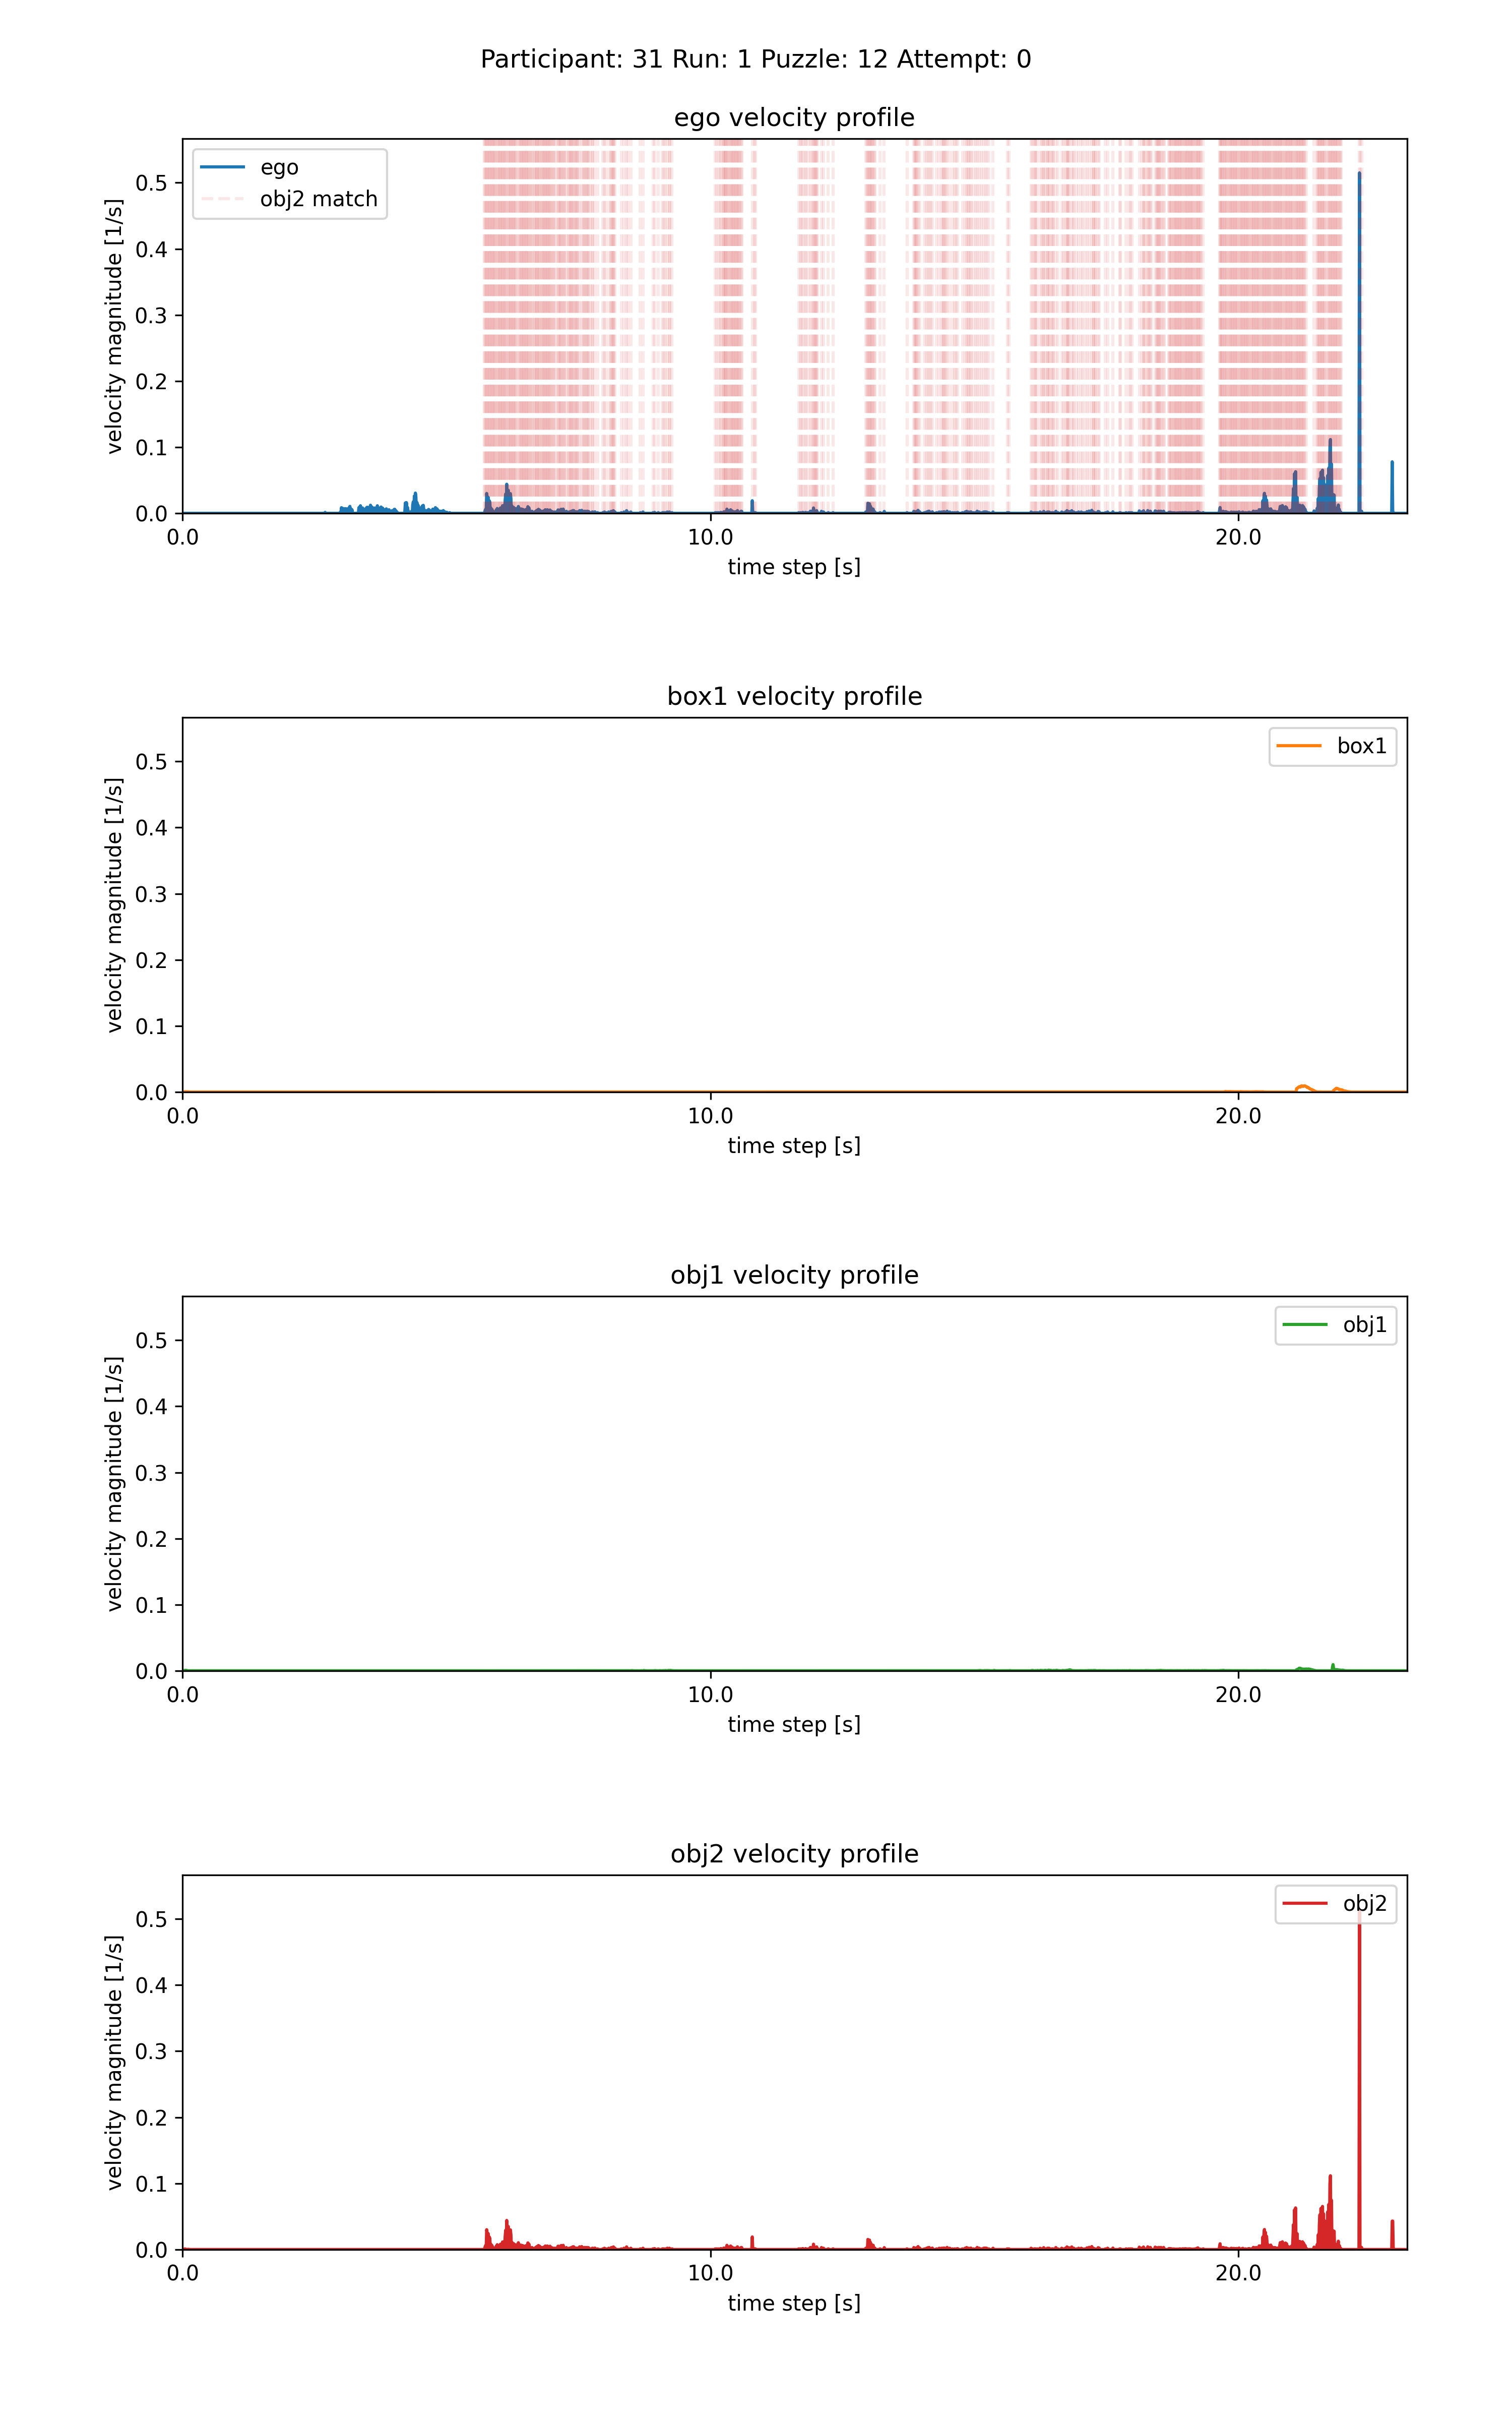 Participant: 31 Run: 1 Puzzle: 12 Attempt: 0
ego velocity profile
velocity magnitude [1/s]
0.5
0.4
0.3
0.2
0.1
0.0
ego
obj2 match
0.0 10.0 20.0
time step [s]
box1 velocity profile
velocity magnitude [1/s]
0.5
0.4
0.3
0.2
0.1
0.0
box1
0.0 10.0 20.0
time step [s]
obj1 velocity profile
velocity magnitude [1/s]
0.5
0.4
0.3
0.2
0.1
0.0
obj1
0.0 10.0 20.0
time step [s]
obj2 velocity profile
velocity magnitude [1/s]
0.5
0.4
0.3
0.2
0.1
0.0
obj2
0.0 10.0 20.0
time step [s]